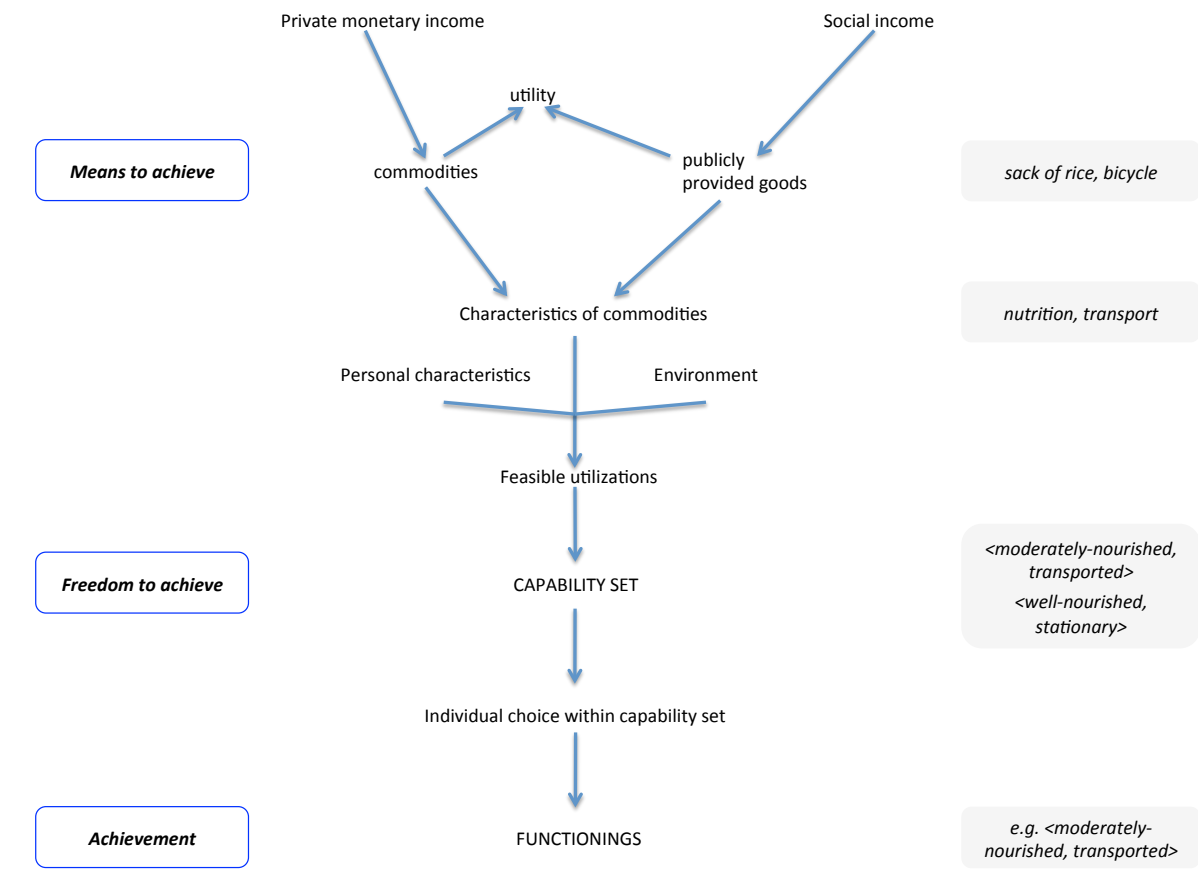 Private monetary income
Social income
utility
Means to achieve
commodities
publicly
provided goods
sack of rice, bicycle
Characteristics of commodities
nutrition, transport
Personal characteristics
Environment
Feasible utilizations
Freedom to achieve
CAPABILITY SET
<moderately-nourished,
transported>
<well-nourished,
stationary>
Individual choice within capability set
Achievement
FUNCTIONINGS
e.g. <moderately-
nourished, transported>